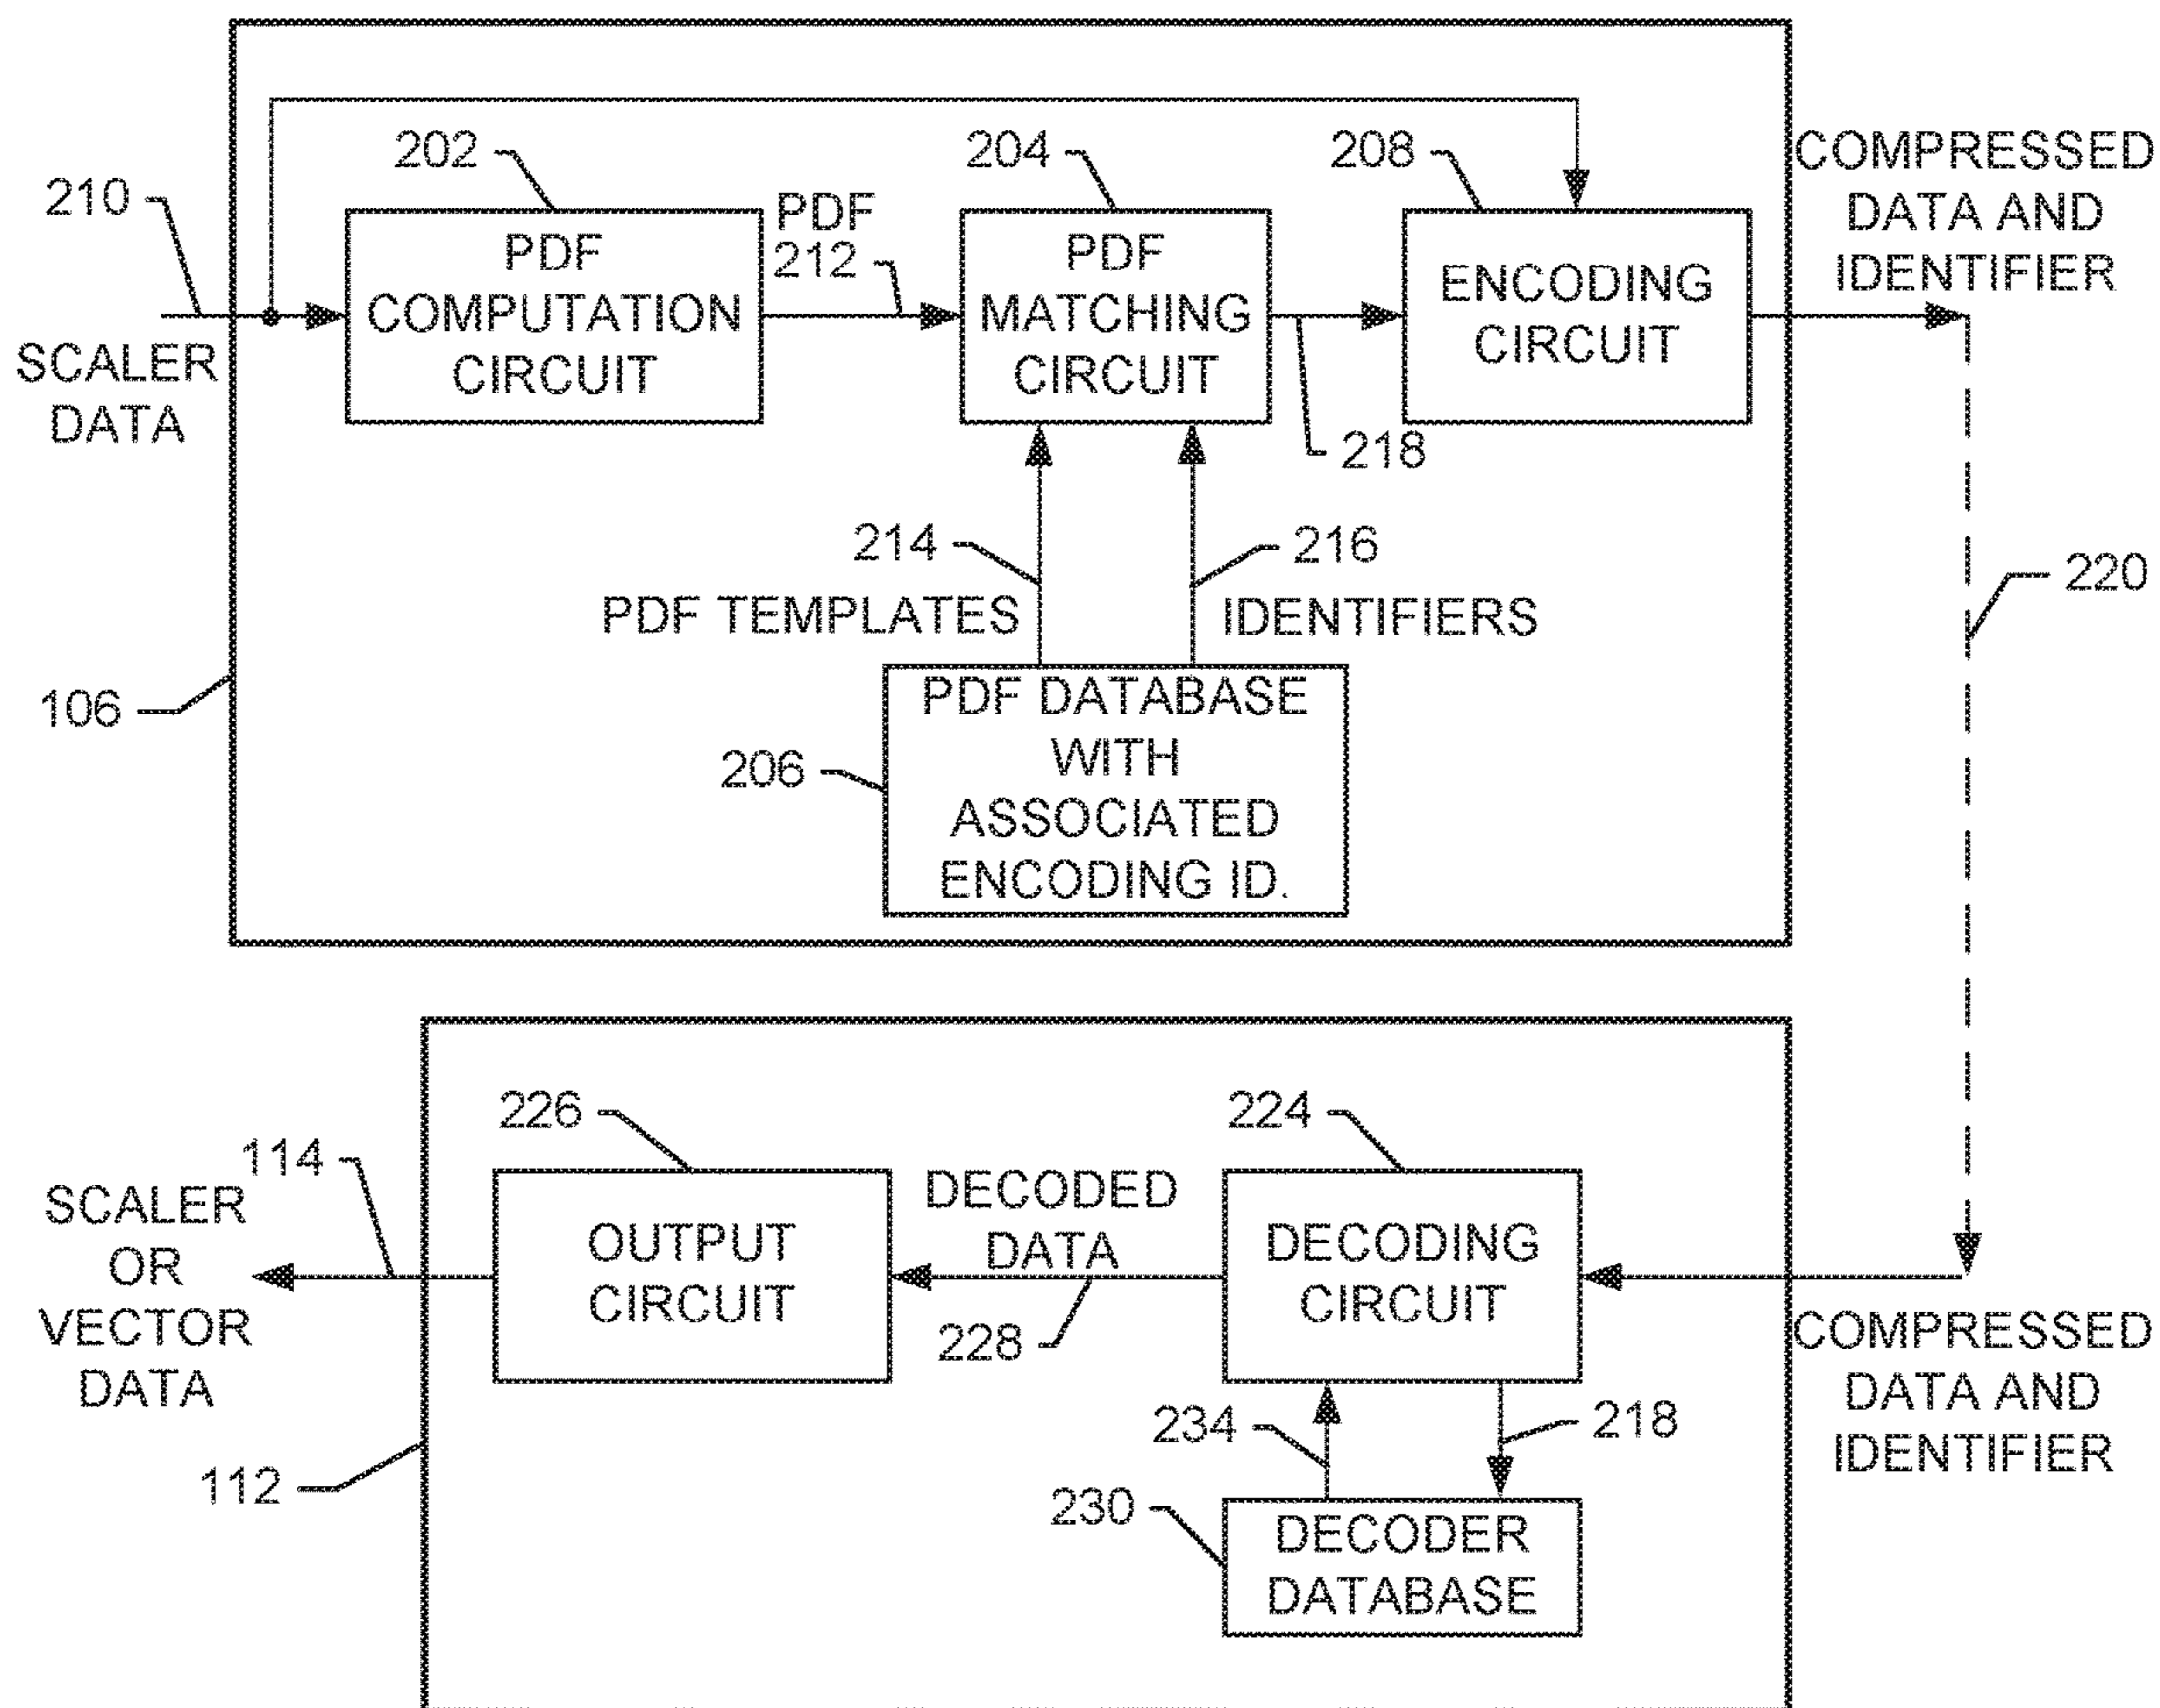 202
204
208
COMPRESSED
DATA AND
IDENTIFIER
210
SCALER
DATA
PDF
COMPUTATION
CIRCUIT
PDF
212
PDF
MATCHING
CIRCUIT
218
ENCODING
CIRCUIT
214
PDF TEMPLATES
216
IDENTIFIERS
220
106
206
PDF DATABASE
WITH
ASSOCIATED
ENCODING ID.
226
224
114
SCALER
OR
VECTOR
DATA
OUTPUT
CIRCUIT
DECODED
DATA
228
DECODING
CIRCUIT
COMPRESSED
DATA AND
IDENTIFIER
234
218
112
230
DECODER
DATABASE